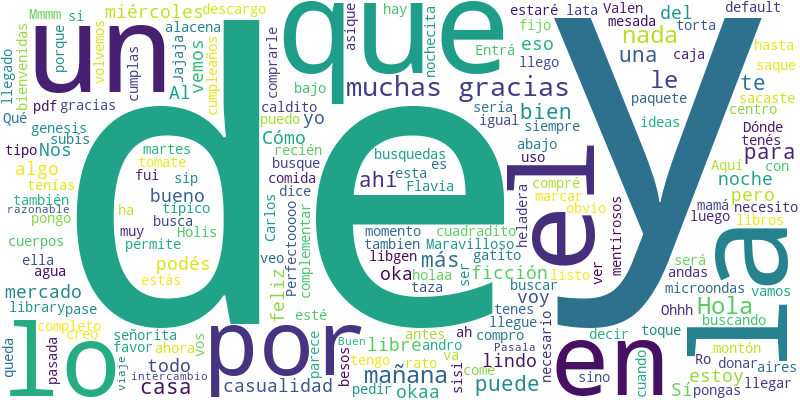 Mmmm si miércoles descargo un que hay estaré lata Valen del torta default
llegado bienvenidas porque volvemos alacena cumplas cumpleaños Jajaja Al vemos asique comprarle nochecita Entrá fijo eso mesada nada una caja hasta saque
Qué pdf gracias bajo muchas gracias llego le paquete te sacaste centro
genesis subís caldito puedo yo sería igual bien siempre ideas Dónde tenés
tipo Nos martes tomate Cómo recién busque busquedas es abajo uso para
algo tenías fui sip comida ahí esta Flavia el compré marcar obvio noche Aquí con
también bueno típico dice Carlos momento cuadradito heladera mentirosos pero mamá necesito
razonable pongo ha Holis busca Perfectooooo complementar tambien Maravilloso luego libros
cuerpos muy permite veo libgen gatito más ficción listo ver será la
ella estás podés feliz oka holaa ser buscar voy andas microondas vamos
agua mercado de taza tenes y Hola
library pase esté llegue compro Ohhh buscando
completo creo señorita por antes ah decir toque
lo favor ahora vos parece libre andro lindo en cuando Ro montón
queda pasada todo besos Buen rato va Pasala necesario sino estoy donar aires
viaje casa intercambio casualidad tengo mañana sisi come puede Sí pongas llegar
pedir okaa